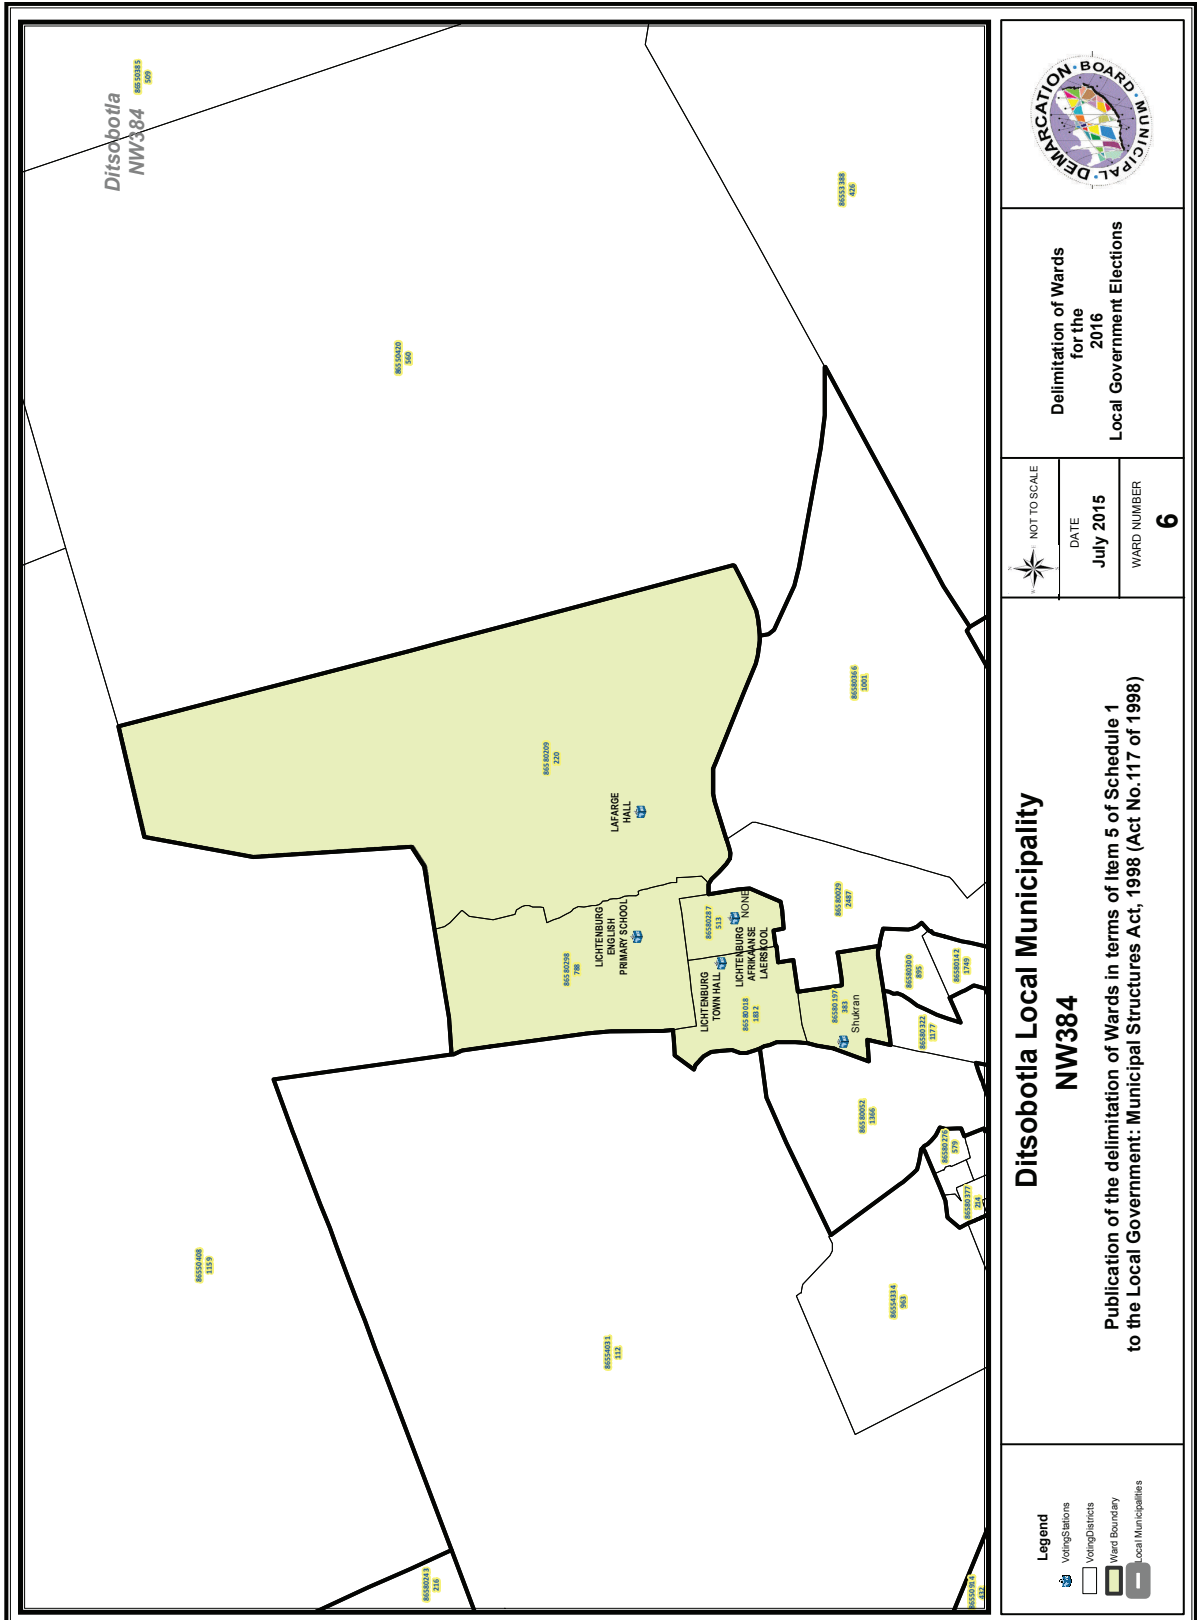 Ditsobotla
NW384
86550385
509
86550420
560
86553388
426
86580209
220
LAFARGE
HALL
86580366
1001
LICHTENBURG
ENGLISH
PRIMARY SCHOOL
86580298
788
86580287
513
NONE
LICHTENBURG
AFRIKAANSE
LAERSKOOL
LICHTENBURG
TOWN HALL
86580018
1832
86580029
2487
86580197
383
Shukran
86580300
895
86580142
1749
86580322
1177
86580052
1366
86580276
579
86580377
214
86550408
1159
86554031
112
86554334
963
86580243
216
432
DEMARCATION · BOARD · MUNICIPAL
Delimitation of Wards
for the
2016
Local Government Elections
NOT TO SCALE
DATE
July 2015
WARD NUMBER
6
Ditsobotla Local Municipality
NW384
Publication of the delimitation of Wards in terms of Item 5 of Schedule 1
to the Local Government: Municipal Structures Act, 1998 (Act No.117 of 1998)
Legend
VotingStations
VotingDistricts
Ward Boundary
Local Municipalities